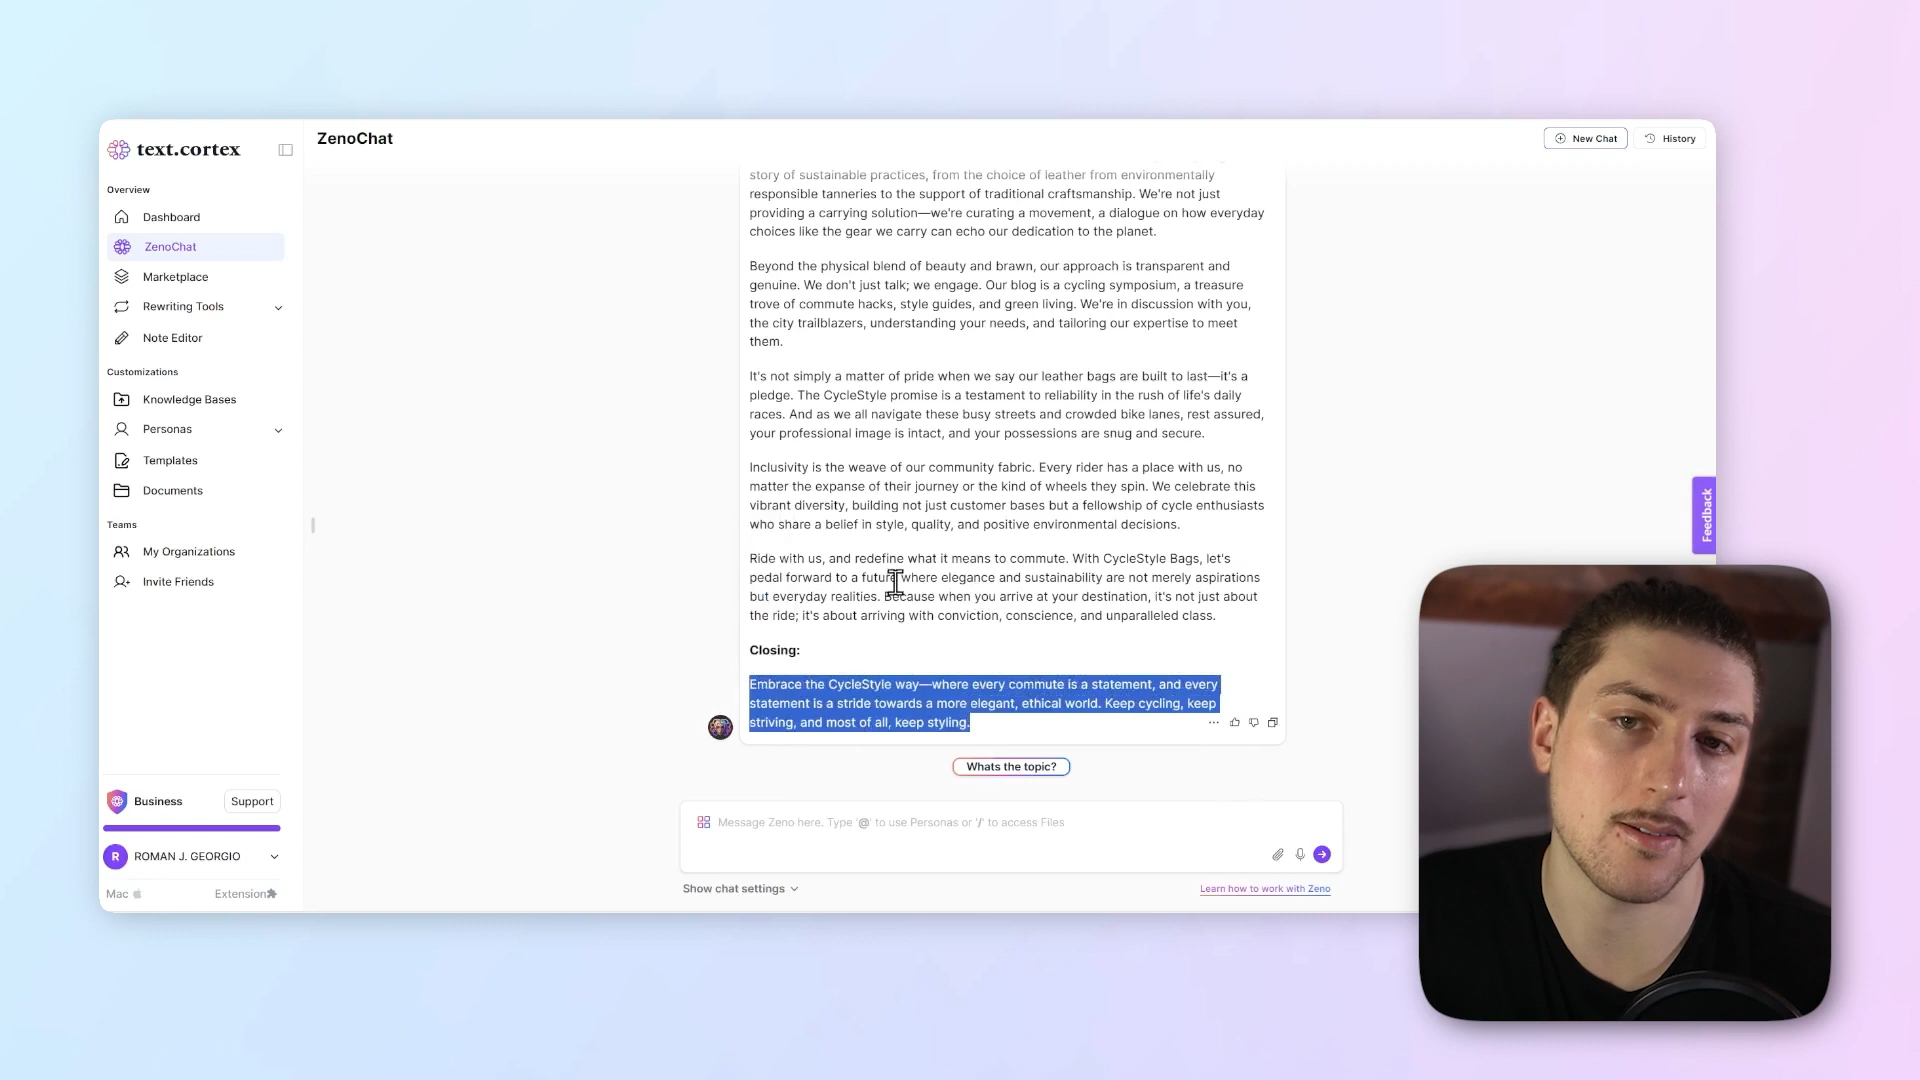 text.cortex
Overview
Dashboard
ZenoChat
Marketplace
Rewriting Tools
Note Editor
Customizations
Knowledge Bases
Personas
Templates
Documents
Teams
My Organizations
Invite Friends
Business
Support
R
ROMAN J. GEORGIO
Mac
Extension
ZenoChat
New Chat
History
story of sustainable practices, from the choice of leather from environmentally
responsible tanneries to the support of traditional craftsmanship. We're not just
providing a carrying solution—we're curating a movement, a dialogue on how everyday
choices like the gear we carry can echo our dedication to the planet.
Beyond the physical blend of beauty and brawn, our approach is transparent and
genuine. We don't just talk; we engage. Our blog is a cycling symposium, a treasure
trove of commute hacks, style guides, and green living. We're in discussion with you,
the city trailblazers, understanding your needs, and tailoring our expertise to meet
them.
It's not simply a matter of pride when we say our leather bags are built to last—it's a
pledge. The CycleStyle promise is a testament to reliability in the rush of life's daily
races. And as we all navigate these busy streets and crowded bike lanes, rest assured,
your professional image is intact, and your possessions are snug and secure.
Inclusivity is the weave of our community fabric. Every rider has a place with us, no
matter the expanse of their journey or the kind of wheels they spin. We celebrate this
vibrant diversity, building not just customer bases but a fellowship of cycle enthusiasts
who share a belief in style, quality, and positive environmental decisions.
Ride with us, and redefine what it means to commute. With CycleStyle Bags, let's
pedal forward to a future where elegance and sustainability are not merely aspirations
but everyday realities. Because when you arrive at your destination, it's not just about
the ride; it's about arriving with conviction, conscience, and unparalleled class.
Closing:
Embrace the CycleStyle way—where every commute is a statement, and every
statement is a stride towards a more elegant, ethical world. Keep cycling, keep
striving, and most of all, keep styling.
Whats the topic?
Message Zeno here. Type '@' to use Personas or '/' to access Files
Show chat settings
Learn how to work with Zeno
Feedback